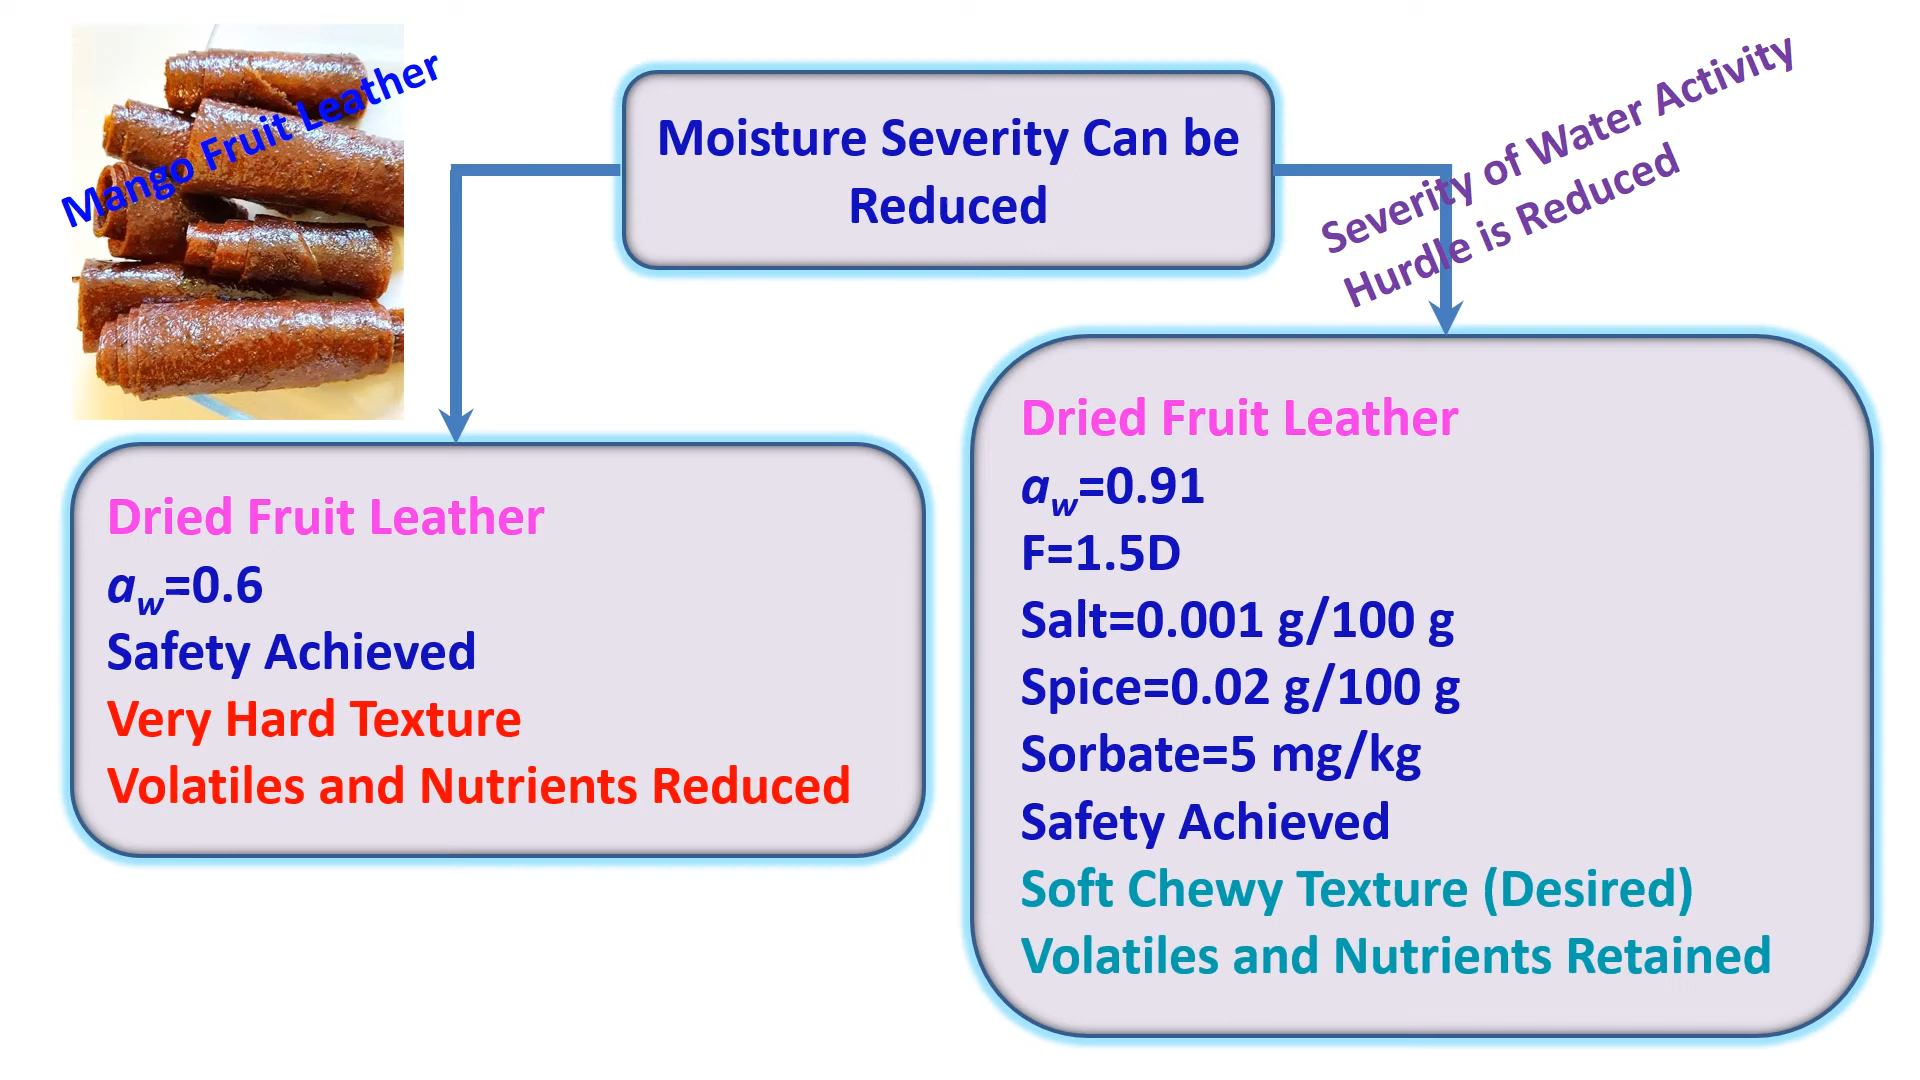 Mango Fruit Leather
Moisture Severity Can be
Reduced
Severity of Water Activity
Hurdle is Reduced
Dried Fruit Leather
aw=0.6
Safety Achieved
Very Hard Texture
Volatiles and Nutrients Reduced
Dried Fruit Leather
aw=0.91
F=1.5D
Salt=0.001 g/100 g
Spice=0.02 g/100 g
Sorbate=5 mg/kg
Safety Achieved
Soft Chewy Texture (Desired)
Volatiles and Nutrients Retained